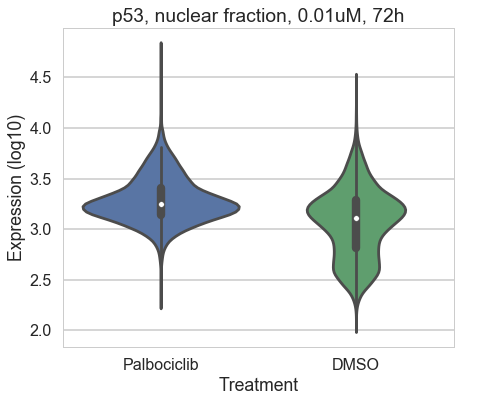 p53, nuclear fraction, 0.01uM, 72h
Expression (log10)
4.5
4.0
3.5
3.0
2.5
2.0
Palbociclib DMSO
Treatment